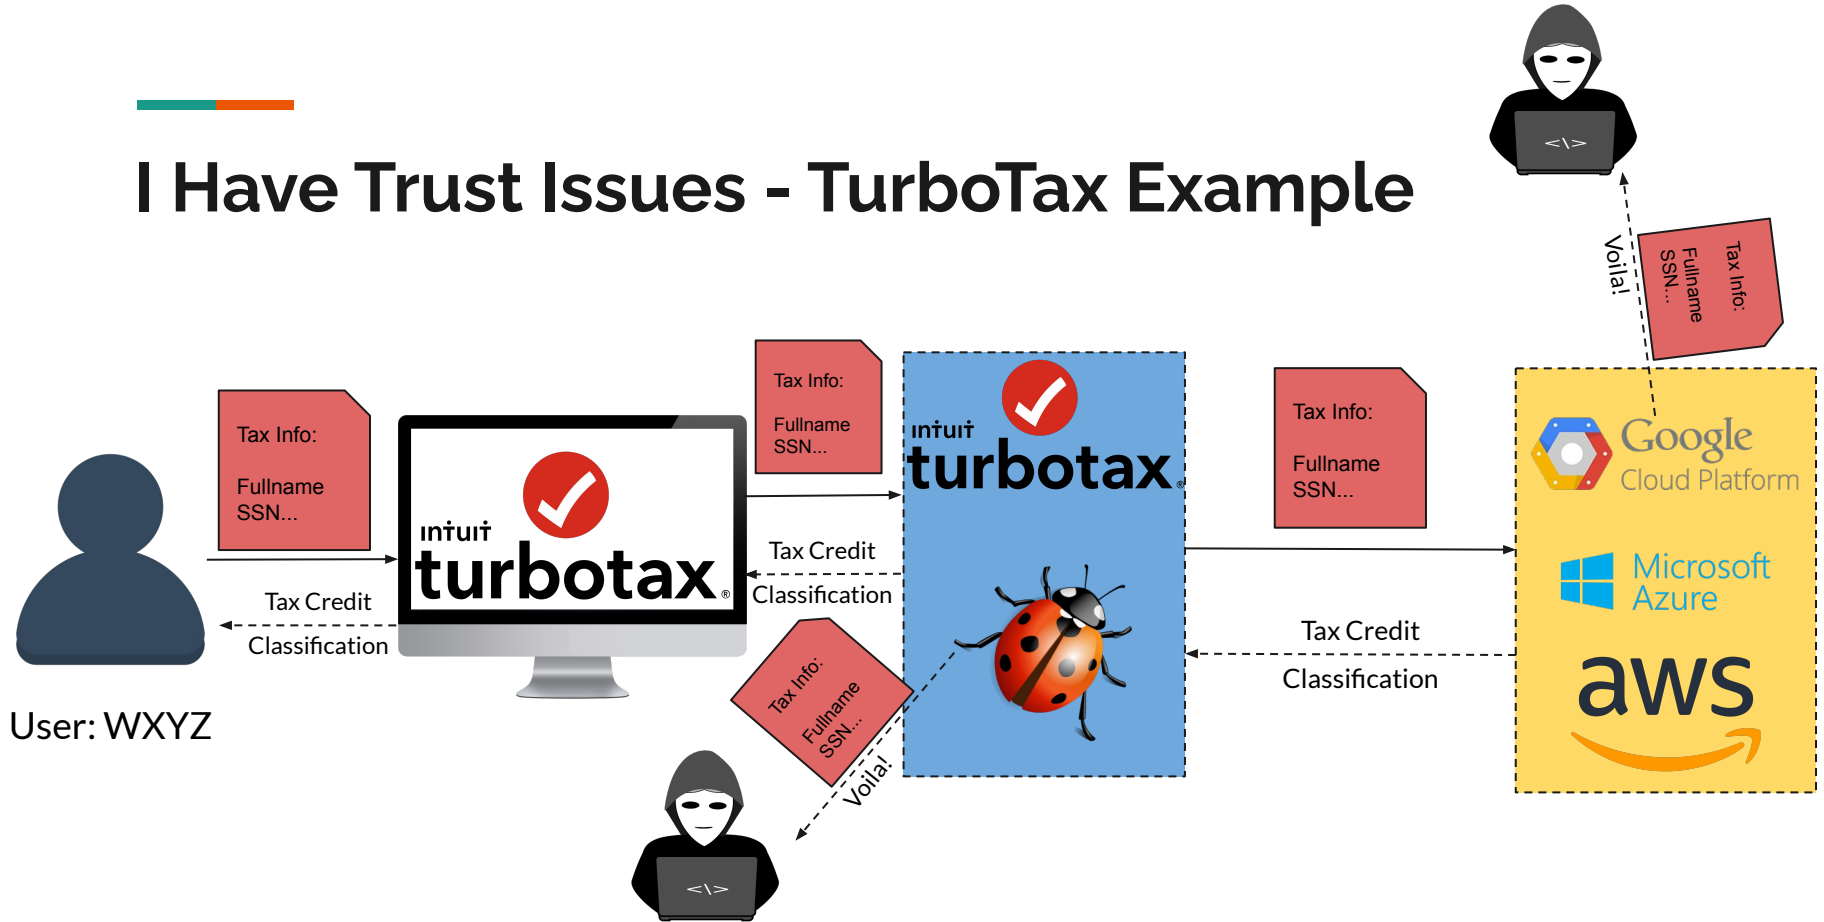 I Have Trust Issues - TurboTax Example
</\>
Voila!
Tax Info:
Fullname
SSN...
Tax Info:
Fullname
SSN...
Tax Info:
Fullname
SSN...
Tax Info:
Fullname
SSN...
intuit
turbotax®
intuit
turbotax®
Google
Cloud Platform
Microsoft
Azure
aws
Tax Credit
Classification
Tax Credit
Classification
Tax Credit
Classification
Tax Info:
Fullname
SSN...
Voila!
User: WXYZ
<\>